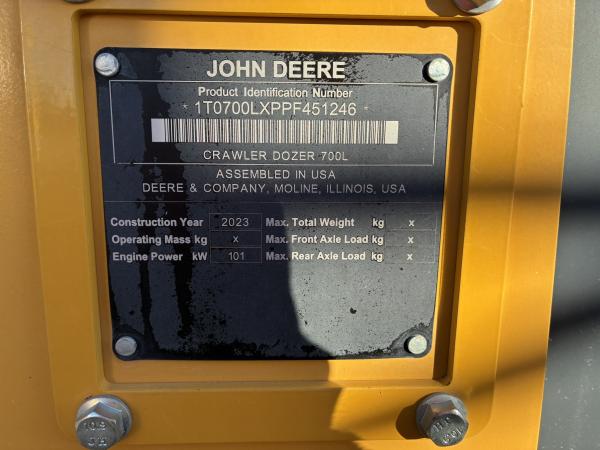 JOHN DEERE
Product Identification Number
* 1T0700LXPPF451246 *
CRAWLER DOZER 700L
ASSEMBLED IN USA
DEERE & COMPANY, MOLINE, ILLINOIS, USA
Construction Year 2023 Max. Total Weight kg x
Operating Mass kg x Max. Front Axle Load kg x
Engine Power kW 101 Max. Rear Axle Load kg x